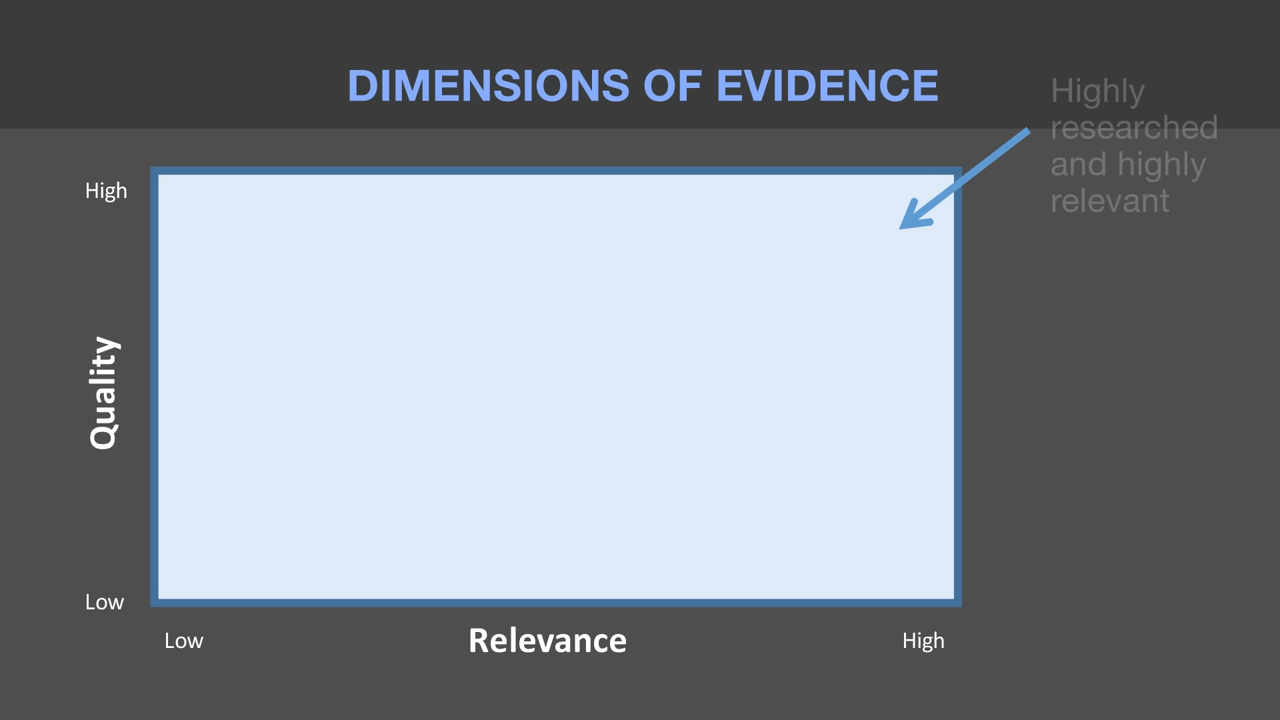 DIMENSIONS OF EVIDENCE
Highly
researched
and highly
relevant
High
Quality
Low
Low
Relevance
High